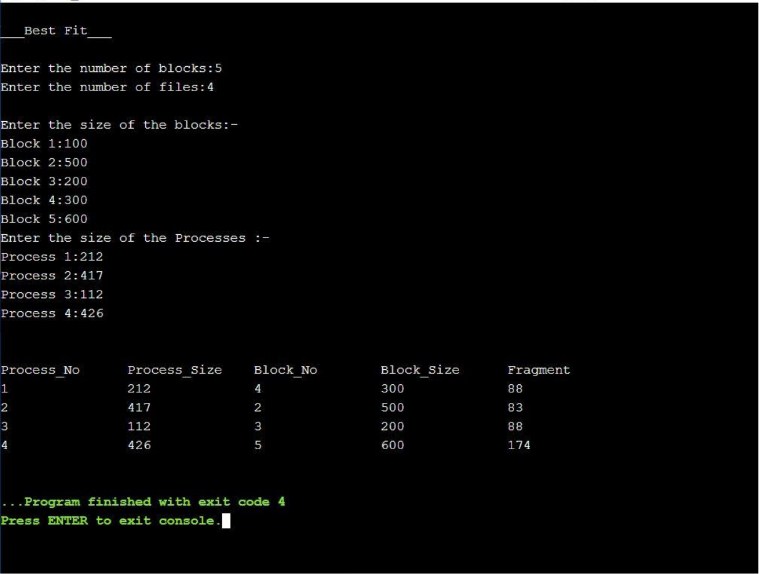 ___Best Fit___
Enter the number of blocks:5
Enter the number of files:4
Enter the size of the blocks:-
Block 1:100
Block 2:500
Block 3:200
Block 4:300
Block 5:600
Enter the size of the Processes :-
Process 1:212
Process 2:417
Process 3:112
Process 4:426
Process_No Process_Size Block_No Block_Size Fragment
1 212 4 300 88
2 417 2 500 83
3 112 3 200 88
4 426 5 600 174
...Program finished with exit code 4
Press ENTER to exit console.